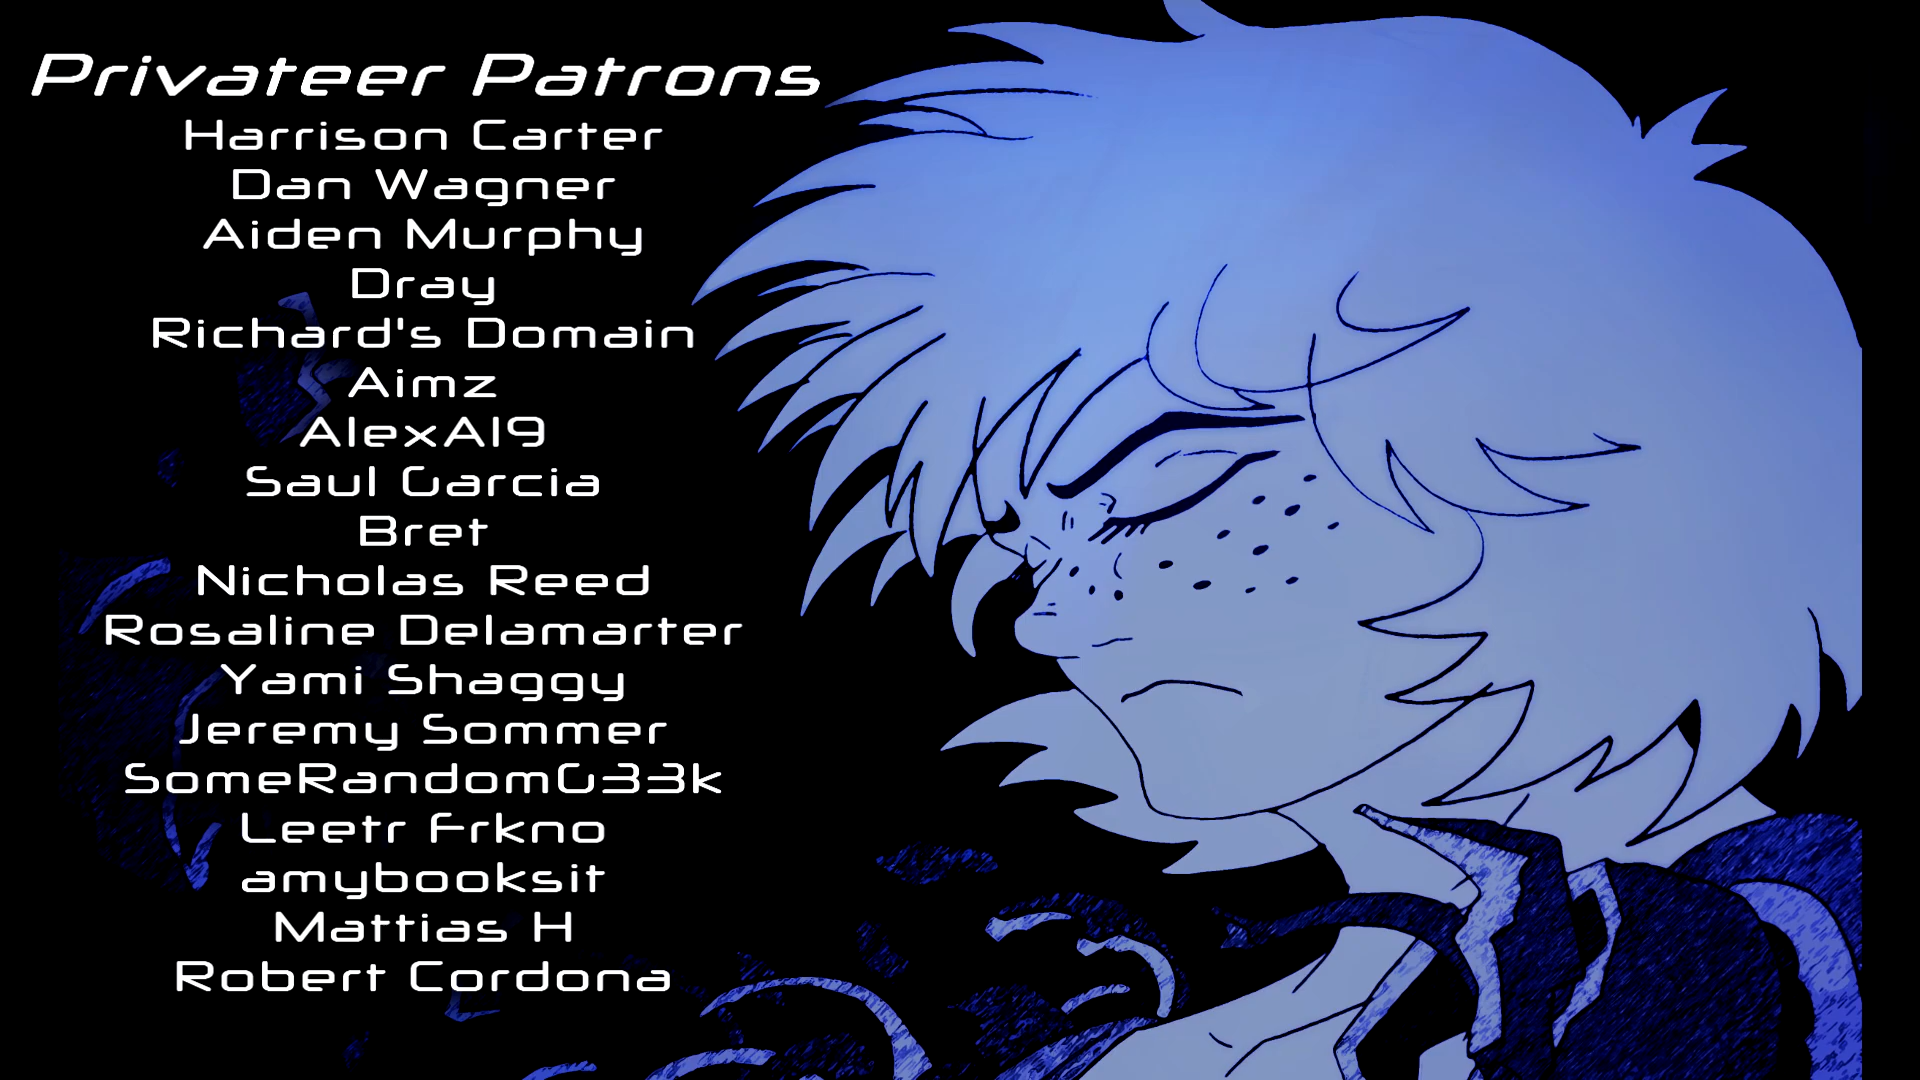 Privateer Patrons
Harrison Carter
Dan Wagner
Aiden Murphy
Dray
Richard's Domain
Aimz
AlexA19
Saul Garcia
Bret
Nicholas Reed
Rosaline Delamarter
Yami Shaggy
Jeremy Sommer
SomeRandomG33k
Leetr Frkno
amybooksit
Mattias H
Robert Cordona